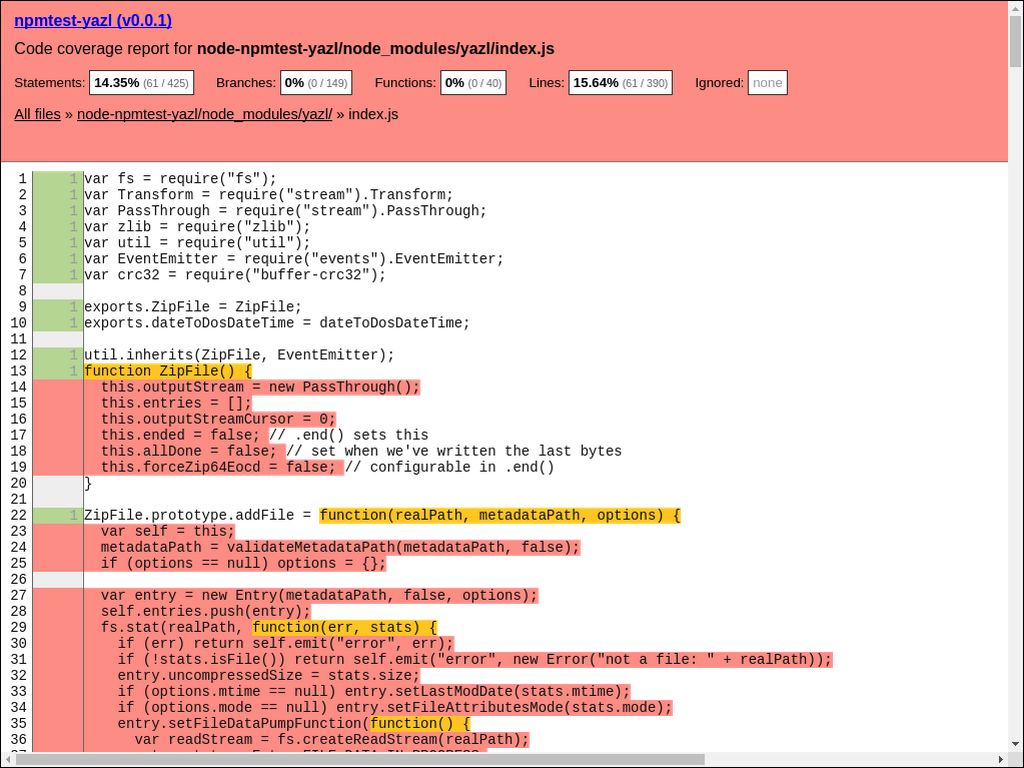 npmtest-yazl (v0.0.1)
Code coverage report for node-npmtest-yazl/node_modules/yazl/index.js
Statements: 14.35% (61 / 425) Branches: 0% (0 / 149) Functions: 0% (0 / 40) Lines: 15.64% (61 / 390) Ignored: none
All files » node-npmtest-yazl/node_modules/yazl/ » index.js
1 1 var fs = require("fs");
2 1 var Transform = require("stream").Transform;
3 1 var PassThrough = require("stream").PassThrough;
4 1 var zlib = require("zlib");
5 1 var util = require("util");
6 1 var EventEmitter = require("events").EventEmitter;
7 1 var crc32 = require("buffer-crc32");
8
9 1 exports.ZipFile = ZipFile;
10 1 exports.dateToDosDateTime = dateToDosDateTime;
11
12 1 util.inherits(ZipFile, EventEmitter);
13 1 function ZipFile() {
14 this.outputStream = new PassThrough();
15 this.entries = [];
16 this.outputStreamCursor = 0;
17 this.ended = false; // .end() sets this
18 this.allDone = false; // set when we've written the last bytes
19 this.forceZip64Eocd = false; // configurable in .end()
20 }
21
22 1 ZipFile.prototype.addFile = function(realPath, metadataPath, options) {
23 var self = this;
24 metadataPath = validateMetadataPath(metadataPath, false);
25 if (options == null) options = {};
26
27 var entry = new Entry(metadataPath, false, options);
28 self.entries.push(entry);
29 fs.stat(realPath, function(err, stats) {
30 if (err) return self.emit("error", err);
31 if (!stats.isFile()) return self.emit("error", new Error("not a file: " + realPath));
32 entry.uncompressedSize = stats.size;
33 if (options.mtime == null) entry.setLastModDate(stats.mtime);
34 if (options.mode == null) entry.setFileAttributesMode(stats.mode);
35 entry.setFileDataPumpFunction(function() {
36 var readStream = fs.createReadStream(realPath);